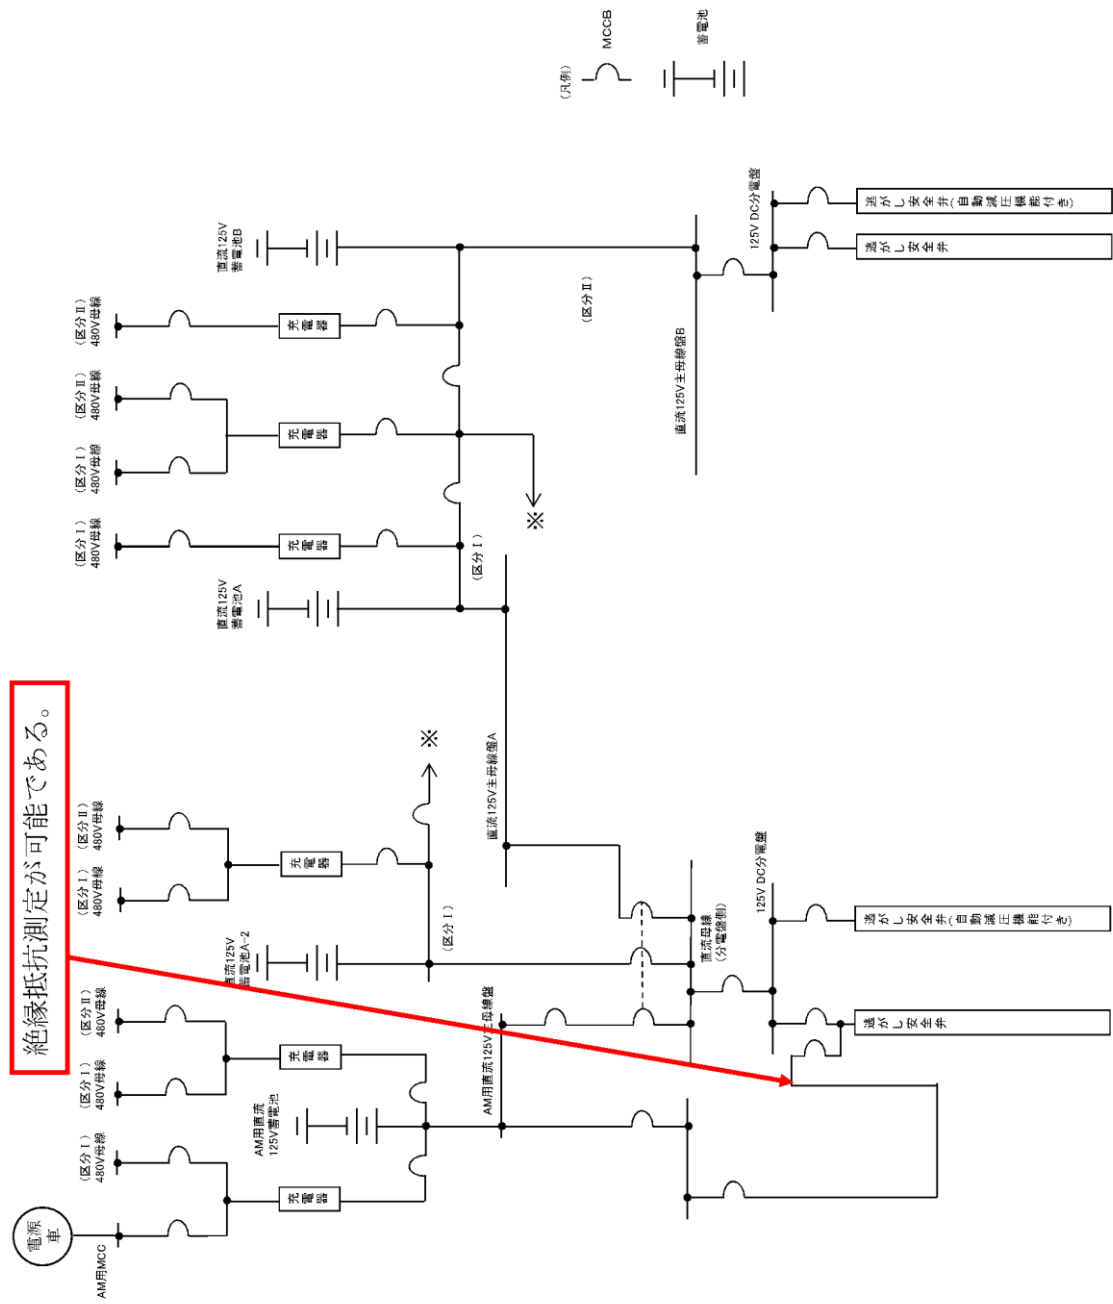 (凡例)
MCCB
蓄電池
絶縁抵抗測定が可能である。
電源
車
AM用MCC
(区分Ⅰ)
480V母線
(区分Ⅰ)
480V母線
(区分Ⅱ)
480V母線
(区分Ⅰ)
480V母線
(区分Ⅱ)
480V母線
(区分Ⅰ)
480V母線
(区分Ⅰ)
480V母線
(区分Ⅱ)
480V母線
(区分Ⅱ)
480V母線
充電器
充電器
充電器
充電器
充電器
充電器
AM用直流
125V蓄電池
直流125V
蓄電池A-2
直流125V
蓄電池A
直流125V
蓄電池B
(区分Ⅰ)
※
(区分Ⅰ)
※
(区分Ⅱ)
AM用直流125V主母線盤
直流125V主母線盤A
直流125V主母線盤B
直流母線
(分電盤側)
125V DC分電盤
125V DC分電盤
逃がし安全弁
逃がし安全弁(自動減圧機能付き)
逃がし安全弁
逃がし安全弁(自動減圧機能付き)